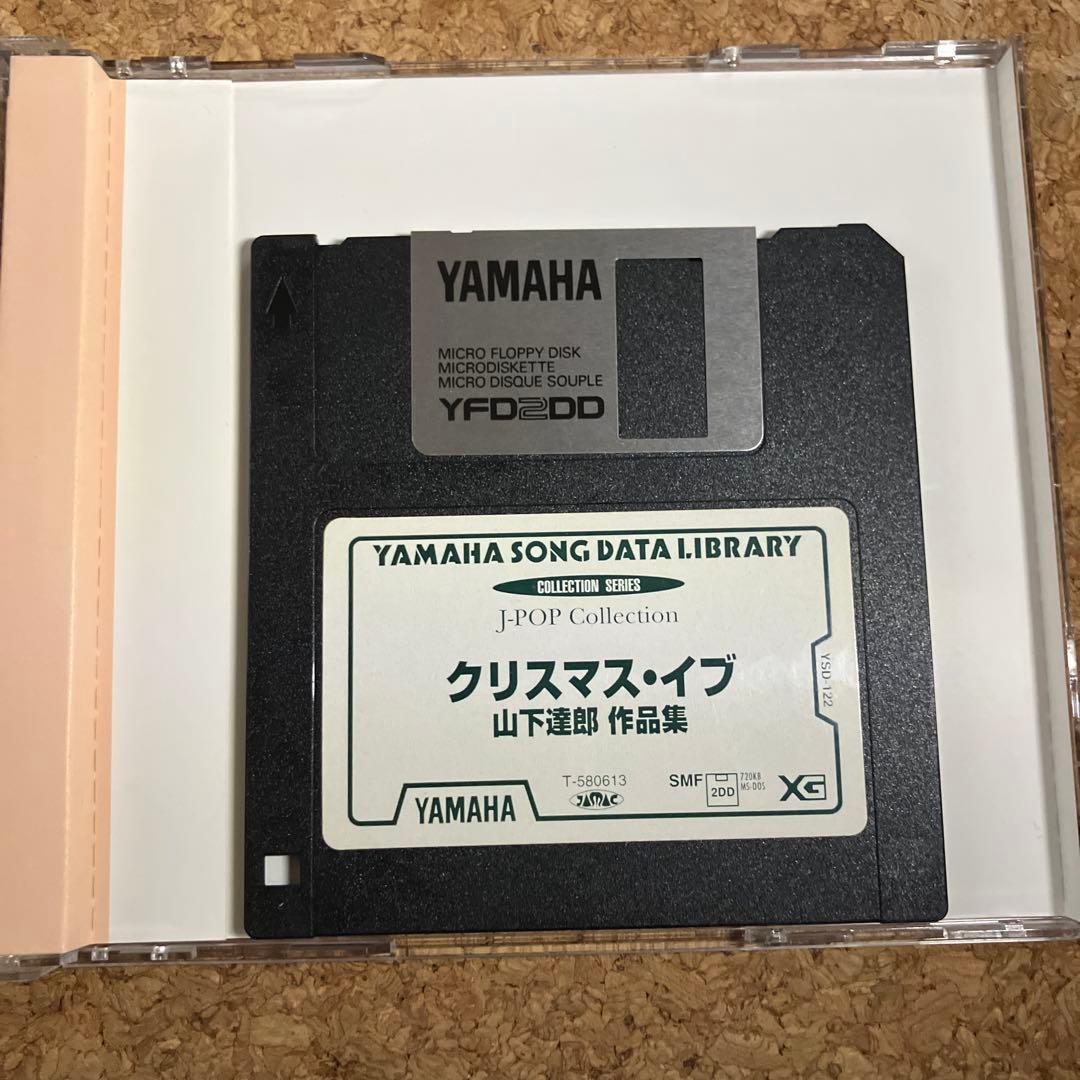 YAMAHA
MICRO FLOPPY DISK
MICRODISKETTE
MICRO DISQUE SOUPLE
YFD2DD
YAMAHA SONG DATA LIBRARY
COLLECTION SERIES
J-POP Collection
クリスマス・イブ
山下達郎 作品集
YSD-122
T-580613
JASRAC
SMF
2DD
720KB
MS-DOS
XG
YAMAHA